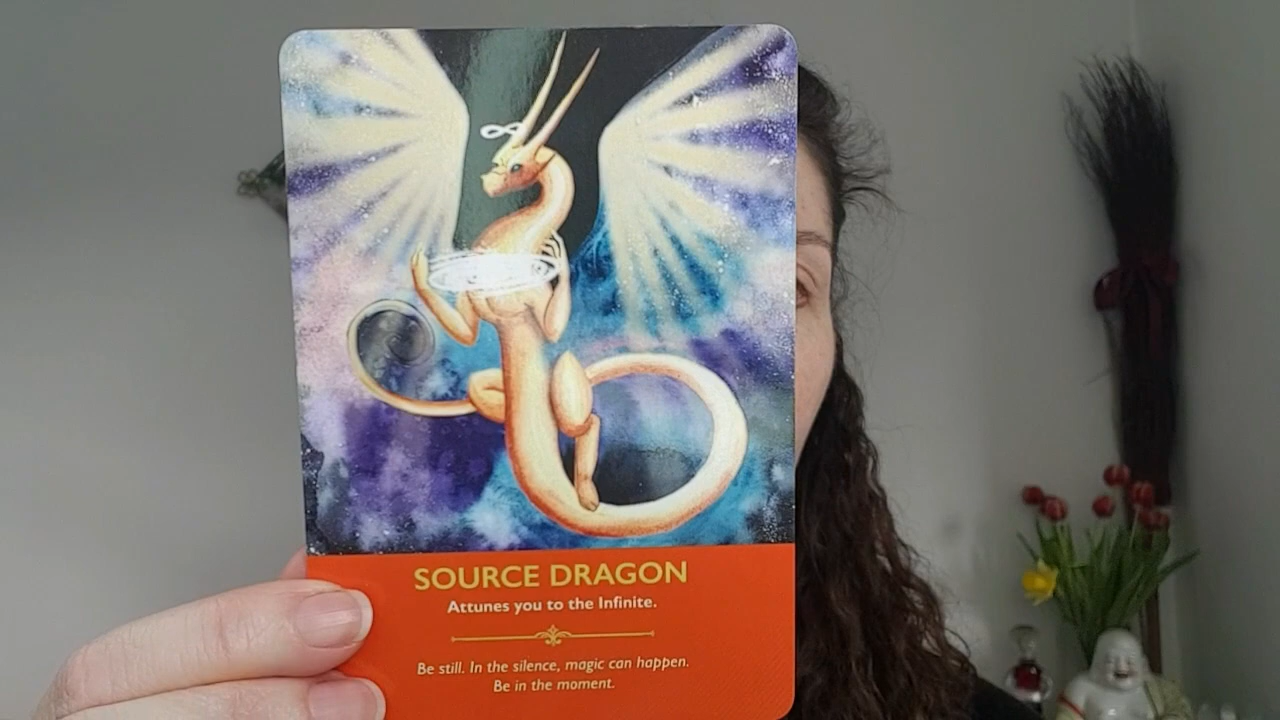 SOURCE DRAGON
Attunes you to the Infinite.
Be still. In the silence, magic can happen.
Be in the moment.